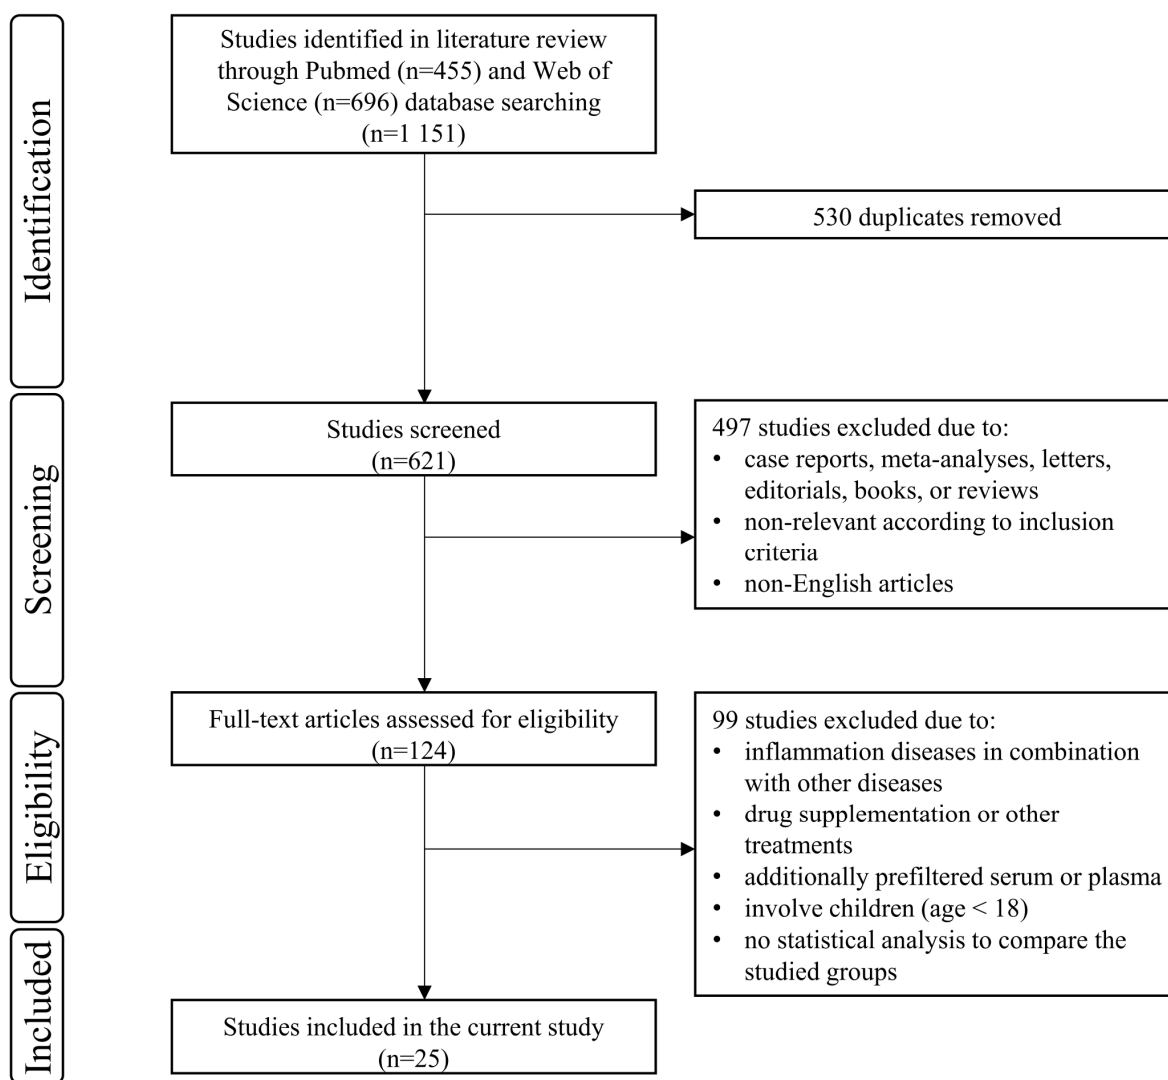 Identification
Studies identified in literature review
through Pubmed (n=455) and Web of
Science (n=696) database searching
(n=1 151)
530 duplicates removed
Screening
Studies screened
(n=621)
497 studies excluded due to:
• case reports, meta-analyses, letters,
editorials, books, or reviews
• non-relevant according to inclusion
criteria
• non-English articles
Eligibility
Full-text articles assessed for eligibility
(n=124)
99 studies excluded due to:
• inflammation diseases in combination
with other diseases
• drug supplementation or other
treatments
• additionally prefiltered serum or plasma
• involve children (age < 18)
• no statistical analysis to compare the
studied groups
Included
Studies included in the current study
(n=25)